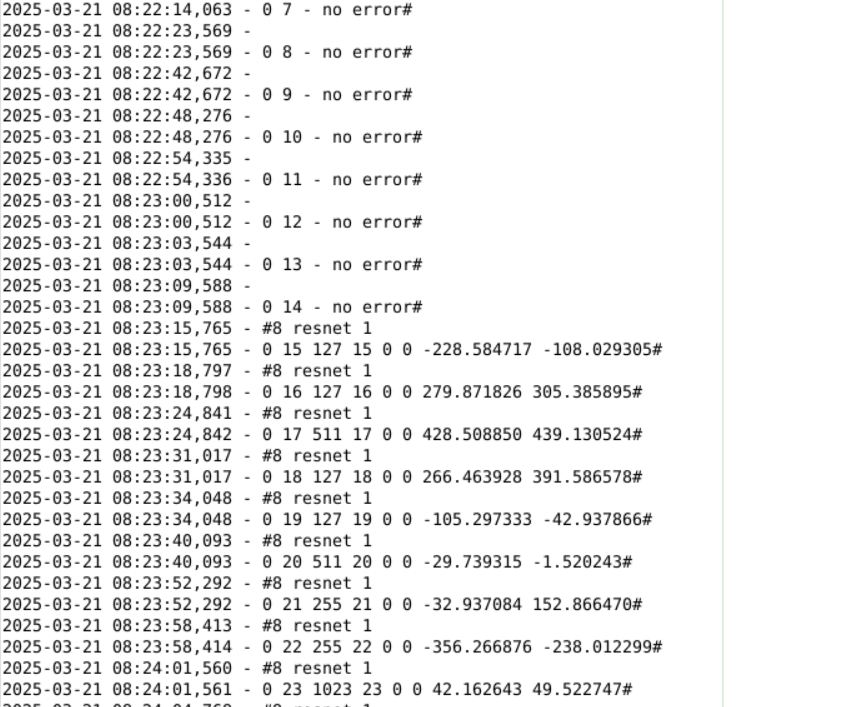 2025-03-21 08:22:14,063 - 0 7 - no error#
2025-03-21 08:22:23,569 -
2025-03-21 08:22:23,569 - 0 8 - no error#
2025-03-21 08:22:42,672 -
2025-03-21 08:22:42,672 - 0 9 - no error#
2025-03-21 08:22:48,276 -
2025-03-21 08:22:48,276 - 0 10 - no error#
2025-03-21 08:22:54,335 -
2025-03-21 08:22:54,336 - 0 11 - no error#
2025-03-21 08:23:00,512 -
2025-03-21 08:23:00,512 - 0 12 - no error#
2025-03-21 08:23:03,544 -
2025-03-21 08:23:03,544 - 0 13 - no error#
2025-03-21 08:23:09,588 -
2025-03-21 08:23:09,588 - 0 14 - no error#
2025-03-21 08:23:15,765 - #8 resnet 1
2025-03-21 08:23:15,765 - 0 15 127 15 0 0 -228.584717 -108.029305#
2025-03-21 08:23:18,797 - #8 resnet 1
2025-03-21 08:23:18,798 - 0 16 127 16 0 0 279.871826 305.385895#
2025-03-21 08:23:24,841 - #8 resnet 1
2025-03-21 08:23:24,842 - 0 17 511 17 0 0 428.508850 439.130524#
2025-03-21 08:23:31,017 - #8 resnet 1
2025-03-21 08:23:31,017 - 0 18 127 18 0 0 266.463928 391.586578#
2025-03-21 08:23:34,048 - #8 resnet 1
2025-03-21 08:23:34,048 - 0 19 127 19 0 0 -105.297333 -42.937866#
2025-03-21 08:23:40,093 - #8 resnet 1
2025-03-21 08:23:40,093 - 0 20 511 20 0 0 -29.739315 -1.520243#
2025-03-21 08:23:52,292 - #8 resnet 1
2025-03-21 08:23:52,292 - 0 21 255 21 0 0 -32.937084 152.866470#
2025-03-21 08:23:58,413 - #8 resnet 1
2025-03-21 08:23:58,414 - 0 22 255 22 0 0 -356.266876 -238.012299#
2025-03-21 08:24:01,560 - #8 resnet 1
2025-03-21 08:24:01,561 - 0 23 1023 23 0 0 42.162643 49.522747#